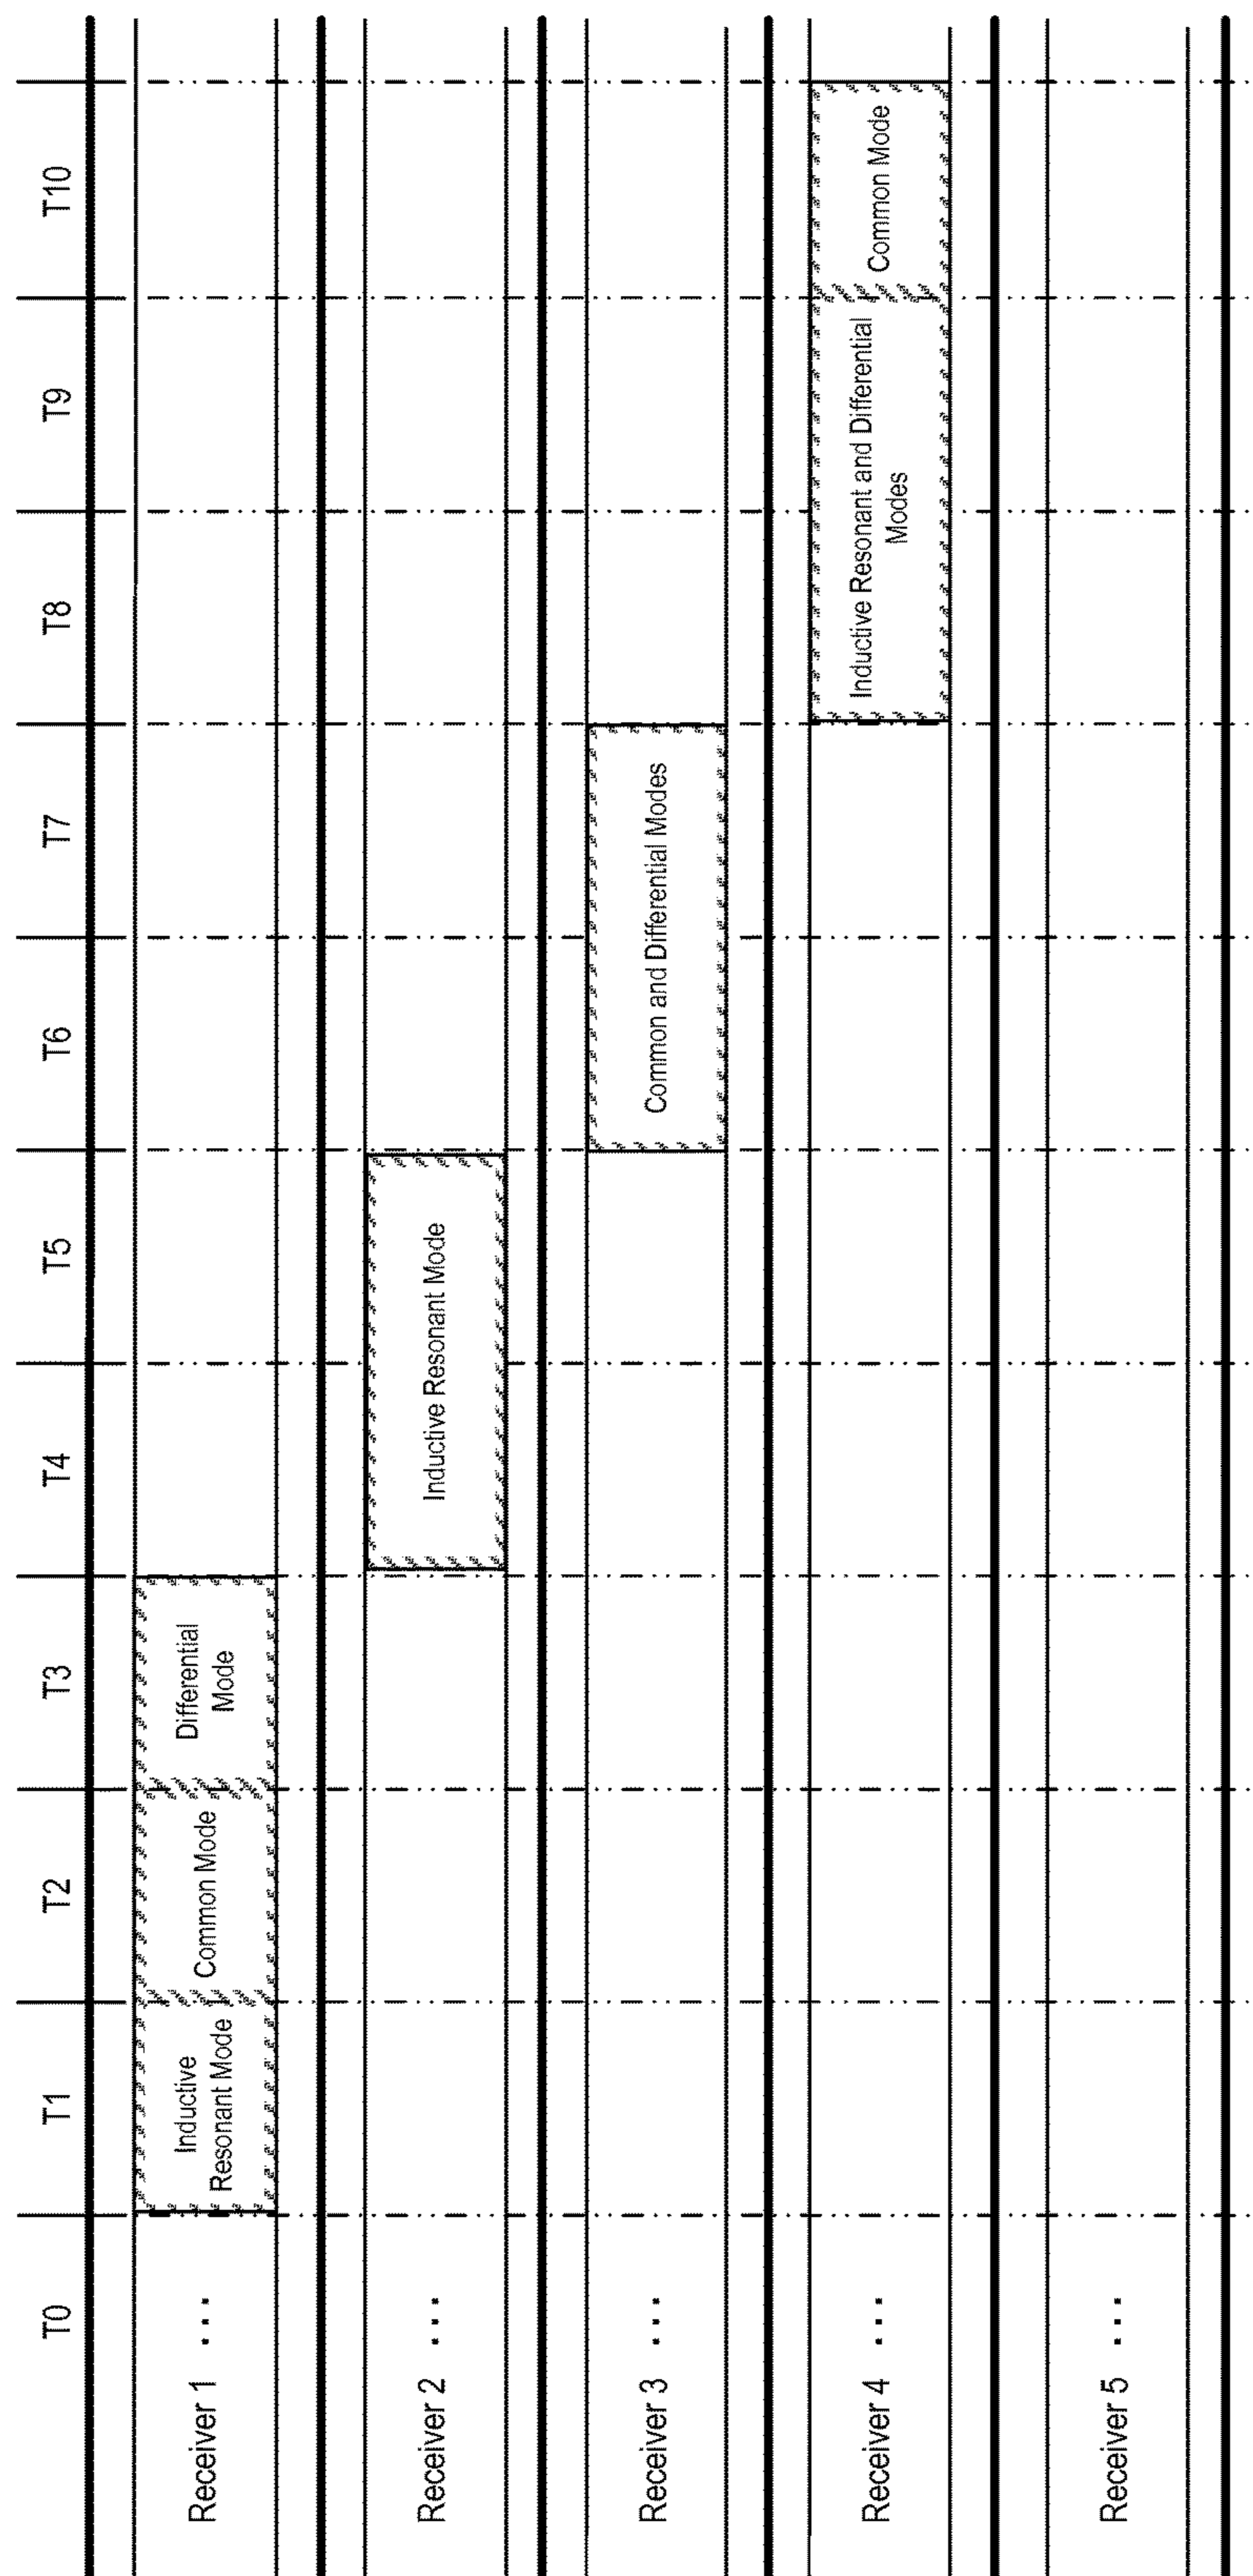 T0 T1 T2 T3 T4 T5 T6 T7 T8 T9 T10
Receiver 1 ...
Inductive
Resonant Mode
Common Mode
Differential
Mode
Receiver 2 ...
Inductive Resonant Mode
Receiver 3 ...
Common and Differential Modes
Receiver 4 ...
Inductive Resonant and Differential
Modes
Common Mode
Receiver 5 ...